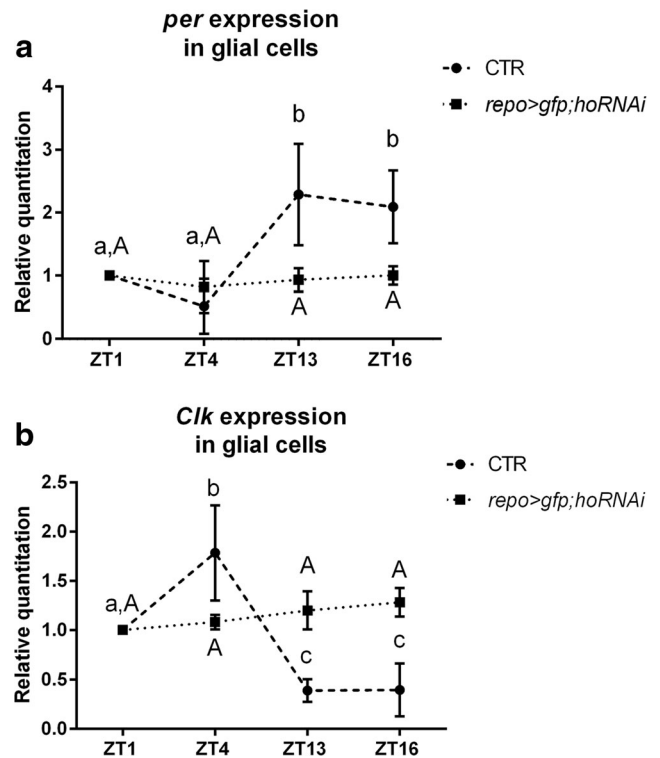 a
per expression
in glial cells
CTR
repo>gfp;hoRNAi
Relative quantitation
4
3
2
1
0
a,A
a,A
b
b
A
A
ZT1
ZT4
ZT13
ZT16
b
Clk expression
in glial cells
CTR
repo>gfp;hoRNAi
Relative quantitation
2.5
2.0
1.5
1.0
0.5
0.0
a,A
b
A
A
A
c
c
ZT1
ZT4
ZT13
ZT16